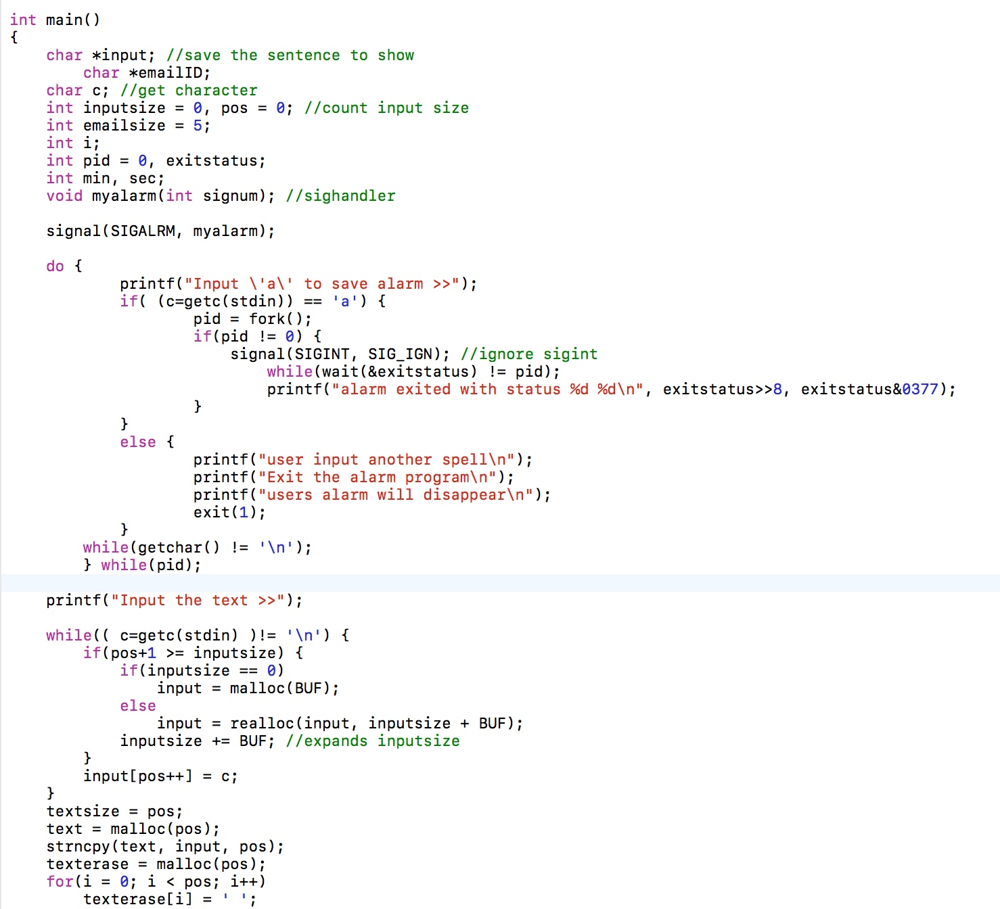 int main()
{
    char *input; //save the sentence to show
        char *emailID;
    char c; //get character
    int inputsize = 0, pos = 0; //count input size
    int emailsize = 5;
    int i;
    int pid = 0, exitstatus;
    int min, sec;
    void myalarm(int signum); //sighandler

    signal(SIGALRM, myalarm);

    do {
            printf("Input \'a\' to save alarm >>");
            if( (c=getc(stdin)) == 'a') {
                    pid = fork();
                    if(pid != 0) {
                        signal(SIGINT, SIG_IGN); //ignore sigint
                            while(wait(&exitstatus) != pid);
                            printf("alarm exited with status %d %d\n", exitstatus>>8, exitstatus&0377);
                    }
            }
            else {
                    printf("user input another spell\n");
                    printf("Exit the alarm program\n");
                    printf("users alarm will disappear\n");
                    exit(1);
            }
        while(getchar() != '\n');
        } while(pid);

    printf("Input the text >>");

    while(( c=getc(stdin) )!= '\n') {
        if(pos+1 >= inputsize) {
            if(inputsize == 0)
                input = malloc(BUF);
            else
                input = realloc(input, inputsize + BUF);
            inputsize += BUF; //expands inputsize
        }
        input[pos++] = c;
    }
    textsize = pos;
    text = malloc(pos);
    strncpy(text, input, pos);
    texterase = malloc(pos);
    for(i = 0; i < pos; i++)
        texterase[i] = ' ';